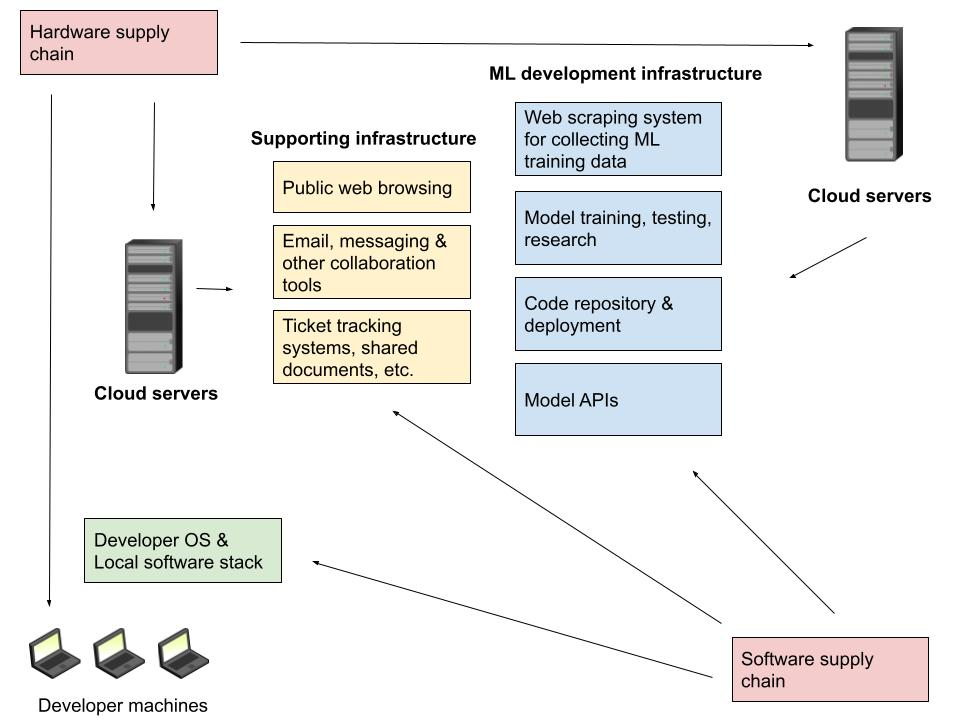 Hardware supply
chain
ML development infrastructure
Web scraping system
for collecting ML
training data
Supporting infrastructure
Public web browsing
Cloud servers
Model training, testing,
research
Email, messaging &
other collaboration
tools
Code repository &
deployment
Ticket tracking
systems, shared
documents, etc.
Cloud servers
Model APIs
Developer OS &
Local software stack
Software supply
chain
Developer machines